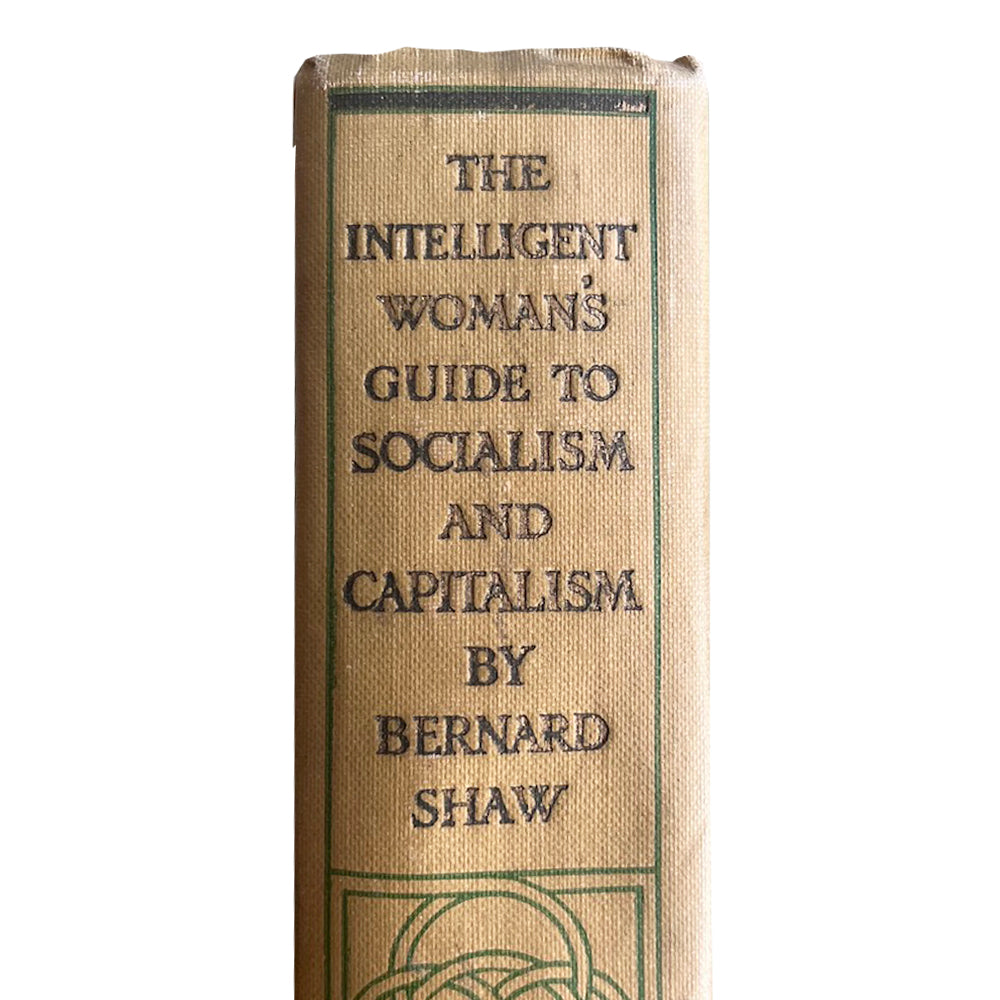 THE
INTELLIGENT
WOMAN'S
GUIDE TO
SOCIALISM
AND
CAPITALISM
BY
BERNARD
SHAW